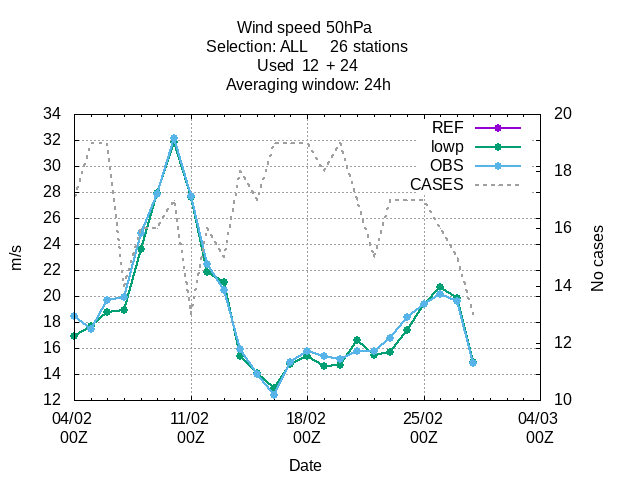 Wind speed 50hPa
Selection: ALL 26 stations
Used 12 + 24
Averaging window: 24h
34
32
30
28
26
24
22
20
18
16
14
12
m/s
20
18
16
14
12
10
No cases
REF
lowp
OBS
CASES
04/02 11/02 18/02 25/02 04/03
00Z 00Z 00Z 00Z 00Z
Date